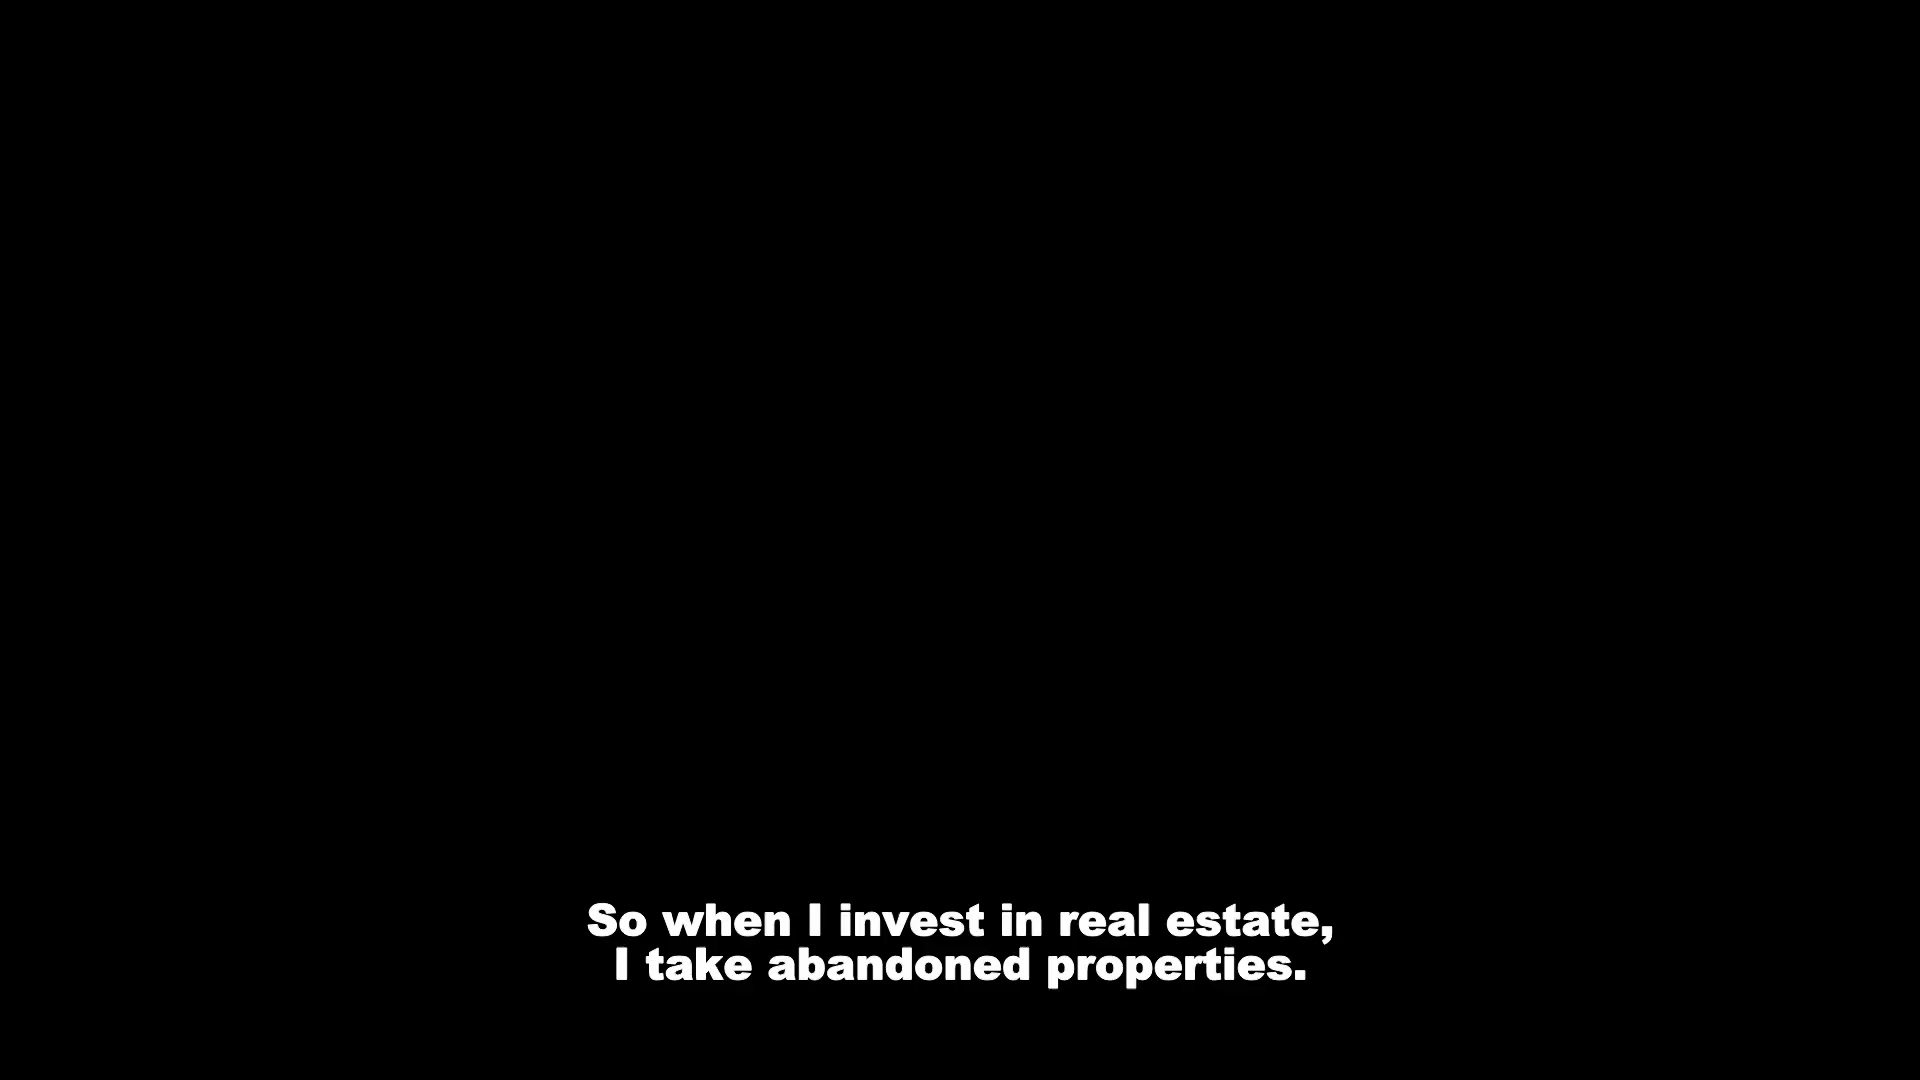 So when I invest in real estate,
I take abandoned properties.